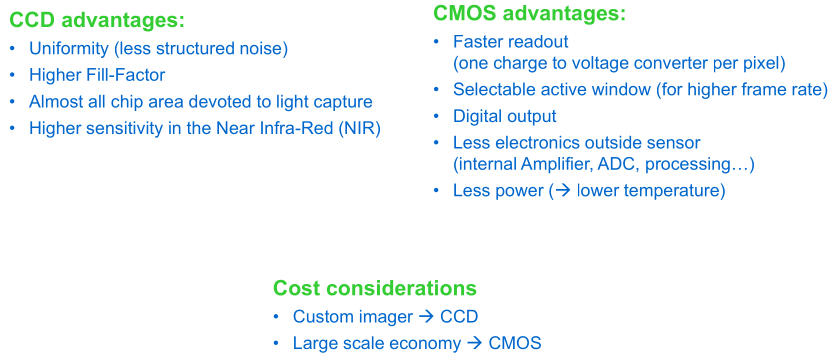 CCD advantages:
• Uniformity (less structured noise)
• Higher Fill-Factor
• Almost all chip area devoted to light capture
• Higher sensitivity in the Near Infra-Red (NIR)
CMOS advantages:
• Faster readout
(one charge to voltage converter per pixel)
• Selectable active window (for higher frame rate)
• Digital output
• Less electronics outside sensor
(internal Amplifier, ADC, processing…)
• Less power (→ lower temperature)
Cost considerations
• Custom imager → CCD
• Large scale economy → CMOS